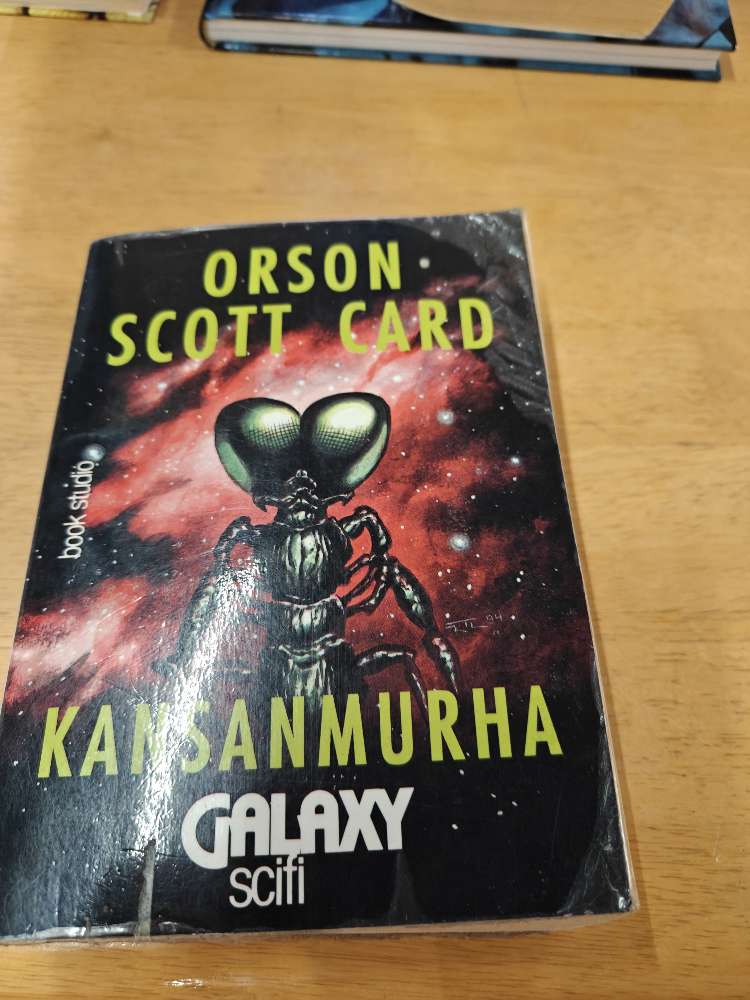 ORSON
SCOTT CARD
book studio
KANSANMURHA
GALAXY
scifi